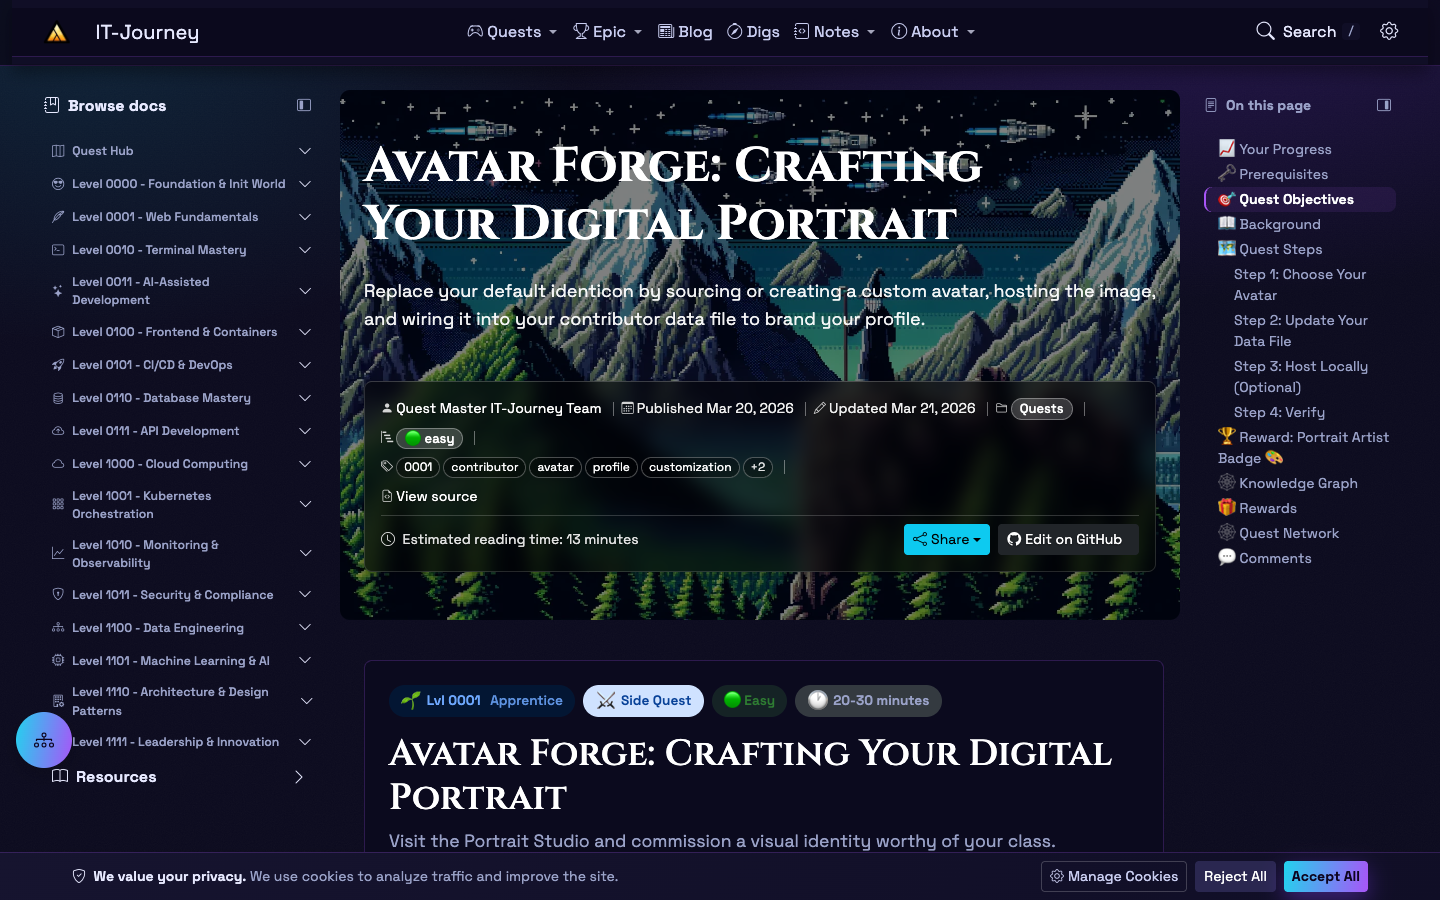 IT-Journey
Quests
Epic
Blog
Digs
Notes
About
Search /
Browse docs
Quest Hub
Level 0000 - Foundation & Init World
Level 0001 - Web Fundamentals
Level 0010 - Terminal Mastery
Level 0011 - AI-Assisted
Development
Level 0100 - Frontend & Containers
Level 0101 - CI/CD & DevOps
Level 0110 - Database Mastery
Level 0111 - API Development
Level 1000 - Cloud Computing
Level 1001 - Kubernetes
Orchestration
Level 1010 - Monitoring &
Observability
Level 1011 - Security & Compliance
Level 1100 - Data Engineering
Level 1101 - Machine Learning & AI
Level 1110 - Architecture & Design
Patterns
Level 1111 - Leadership & Innovation
Resources
Avatar Forge: Crafting
Your Digital Portrait
Replace your default identicon by sourcing or creating a custom avatar, hosting the image,
and wiring it into your contributor data file to brand your profile.
Quest Master IT-Journey Team | Published Mar 20, 2026 | Updated Mar 21, 2026 | Quests |
easy |
0001 contributor avatar profile customization +2 |
View source
Estimated reading time: 13 minutes
Share
Edit on GitHub
Lvl 0001 Apprentice
Side Quest
Easy
20-30 minutes
Avatar Forge: Crafting Your Digital
Portrait
Visit the Portrait Studio and commission a visual identity worthy of your class.
On this page
Your Progress
Prerequisites
Quest Objectives
Background
Quest Steps
Step 1: Choose Your
Avatar
Step 2: Update Your
Data File
Step 3: Host Locally
(Optional)
Step 4: Verify
Reward: Portrait Artist
Badge
Knowledge Graph
Rewards
Quest Network
Comments
We value your privacy. We use cookies to analyze traffic and improve the site.
Manage Cookies
Reject All
Accept All